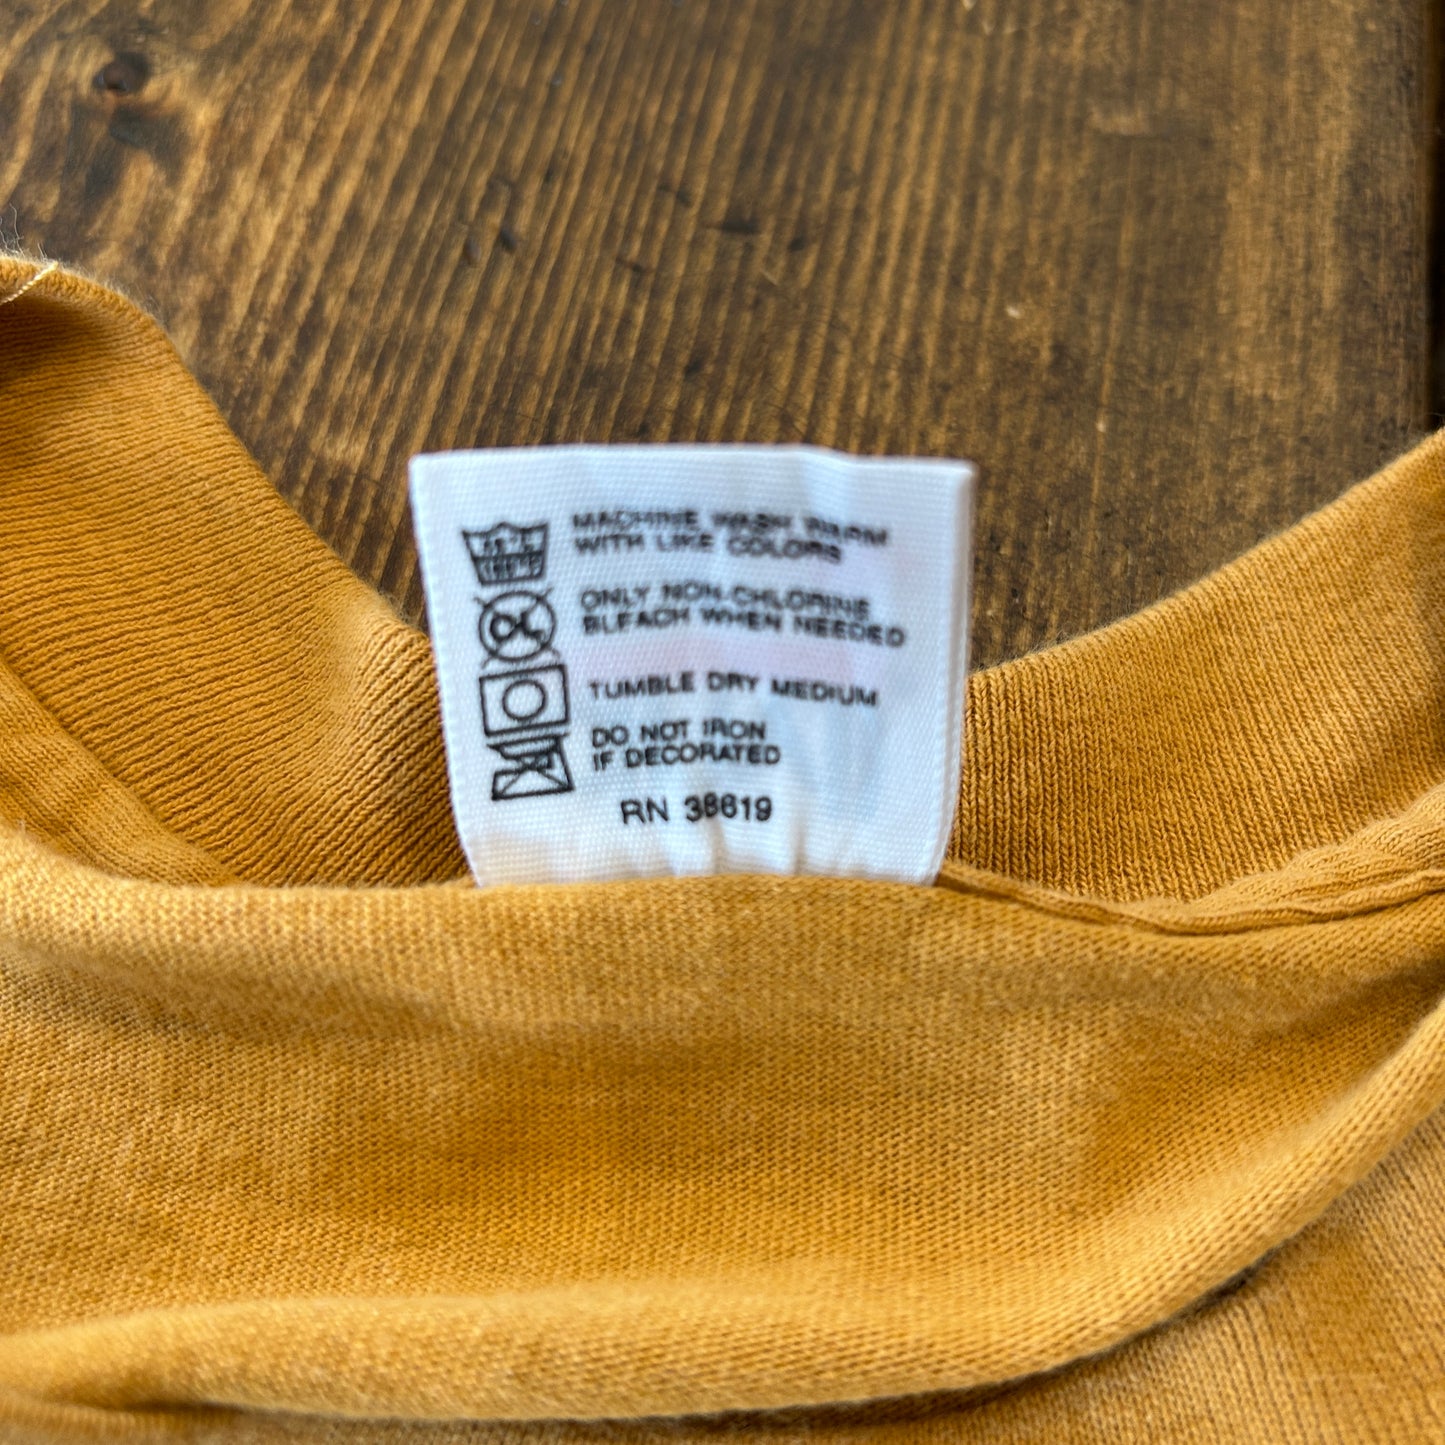 MACHINE WASH WARM
WITH LIKE COLORS
ONLY NON-CHLORINE
BLEACH WHEN NEEDED
TUMBLE DRY MEDIUM
DO NOT IRON
IF DECORATED
RN 38619